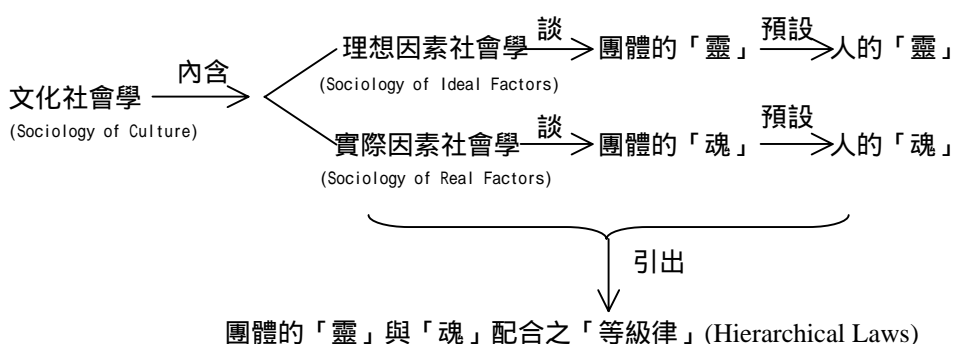 理想因素社會學 談 團體的「靈」 預設 人的「靈」
(Sociology of Ideal Factors)
文化社會學 內含
(Sociology of Culture)
實際因素社會學 談 團體的「魂」 預設 人的「魂」
(Sociology of Real Factors)
引出
團體的「靈」與「魂」配合之「等級律」(Hierarchical Laws)